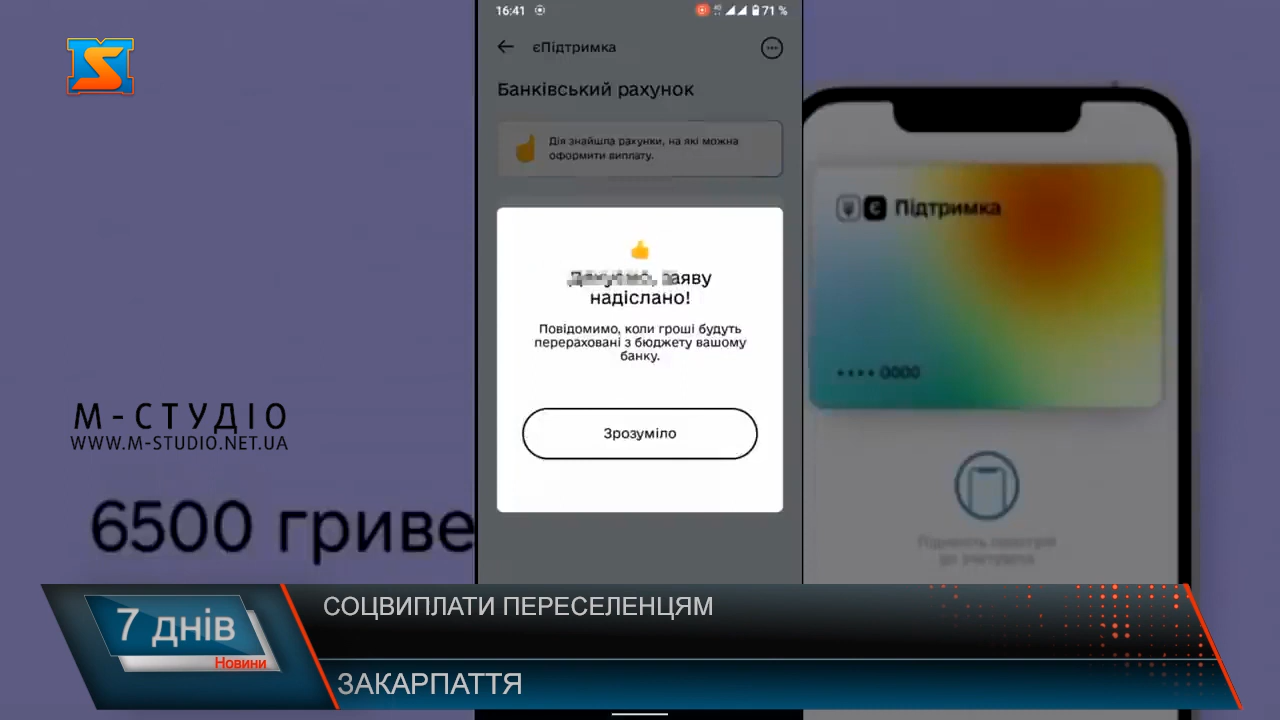 16:41
4G
71 %
єПідтримка
Банківський рахунок
Дія знайшла рахунки, на які можна
оформити виплату.
заяву
надіслано!
Повідомимо, коли гроші будуть
перераховані з бюджету вашому
банку.
Зрозуміло
є Підтримка
•••• 0000
М-СТУДІО
WWW.M-STUDIO.NET.UA
6500 гриве
СОЦВИПЛАТИ ПЕРЕСЕЛЕНЦЯМ
7 днів
Новини
ЗАКАРПАТТЯ